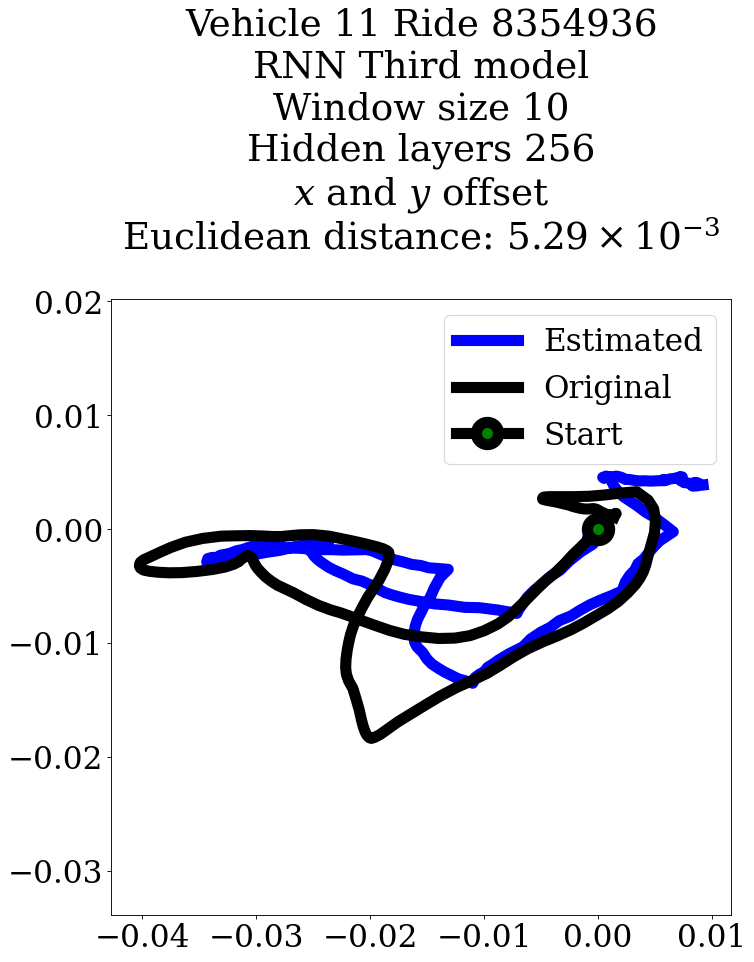 Vehicle 11 Ride 8354936
RNN Third model
Window size 10
Hidden layers 256
x and y offset
Euclidean distance: 5.29 × 10⁻³
Estimated
Original
Start
0.02
0.01
0.00
−0.01
−0.02
−0.03
−0.04 −0.03 −0.02 −0.01 0.00 0.01